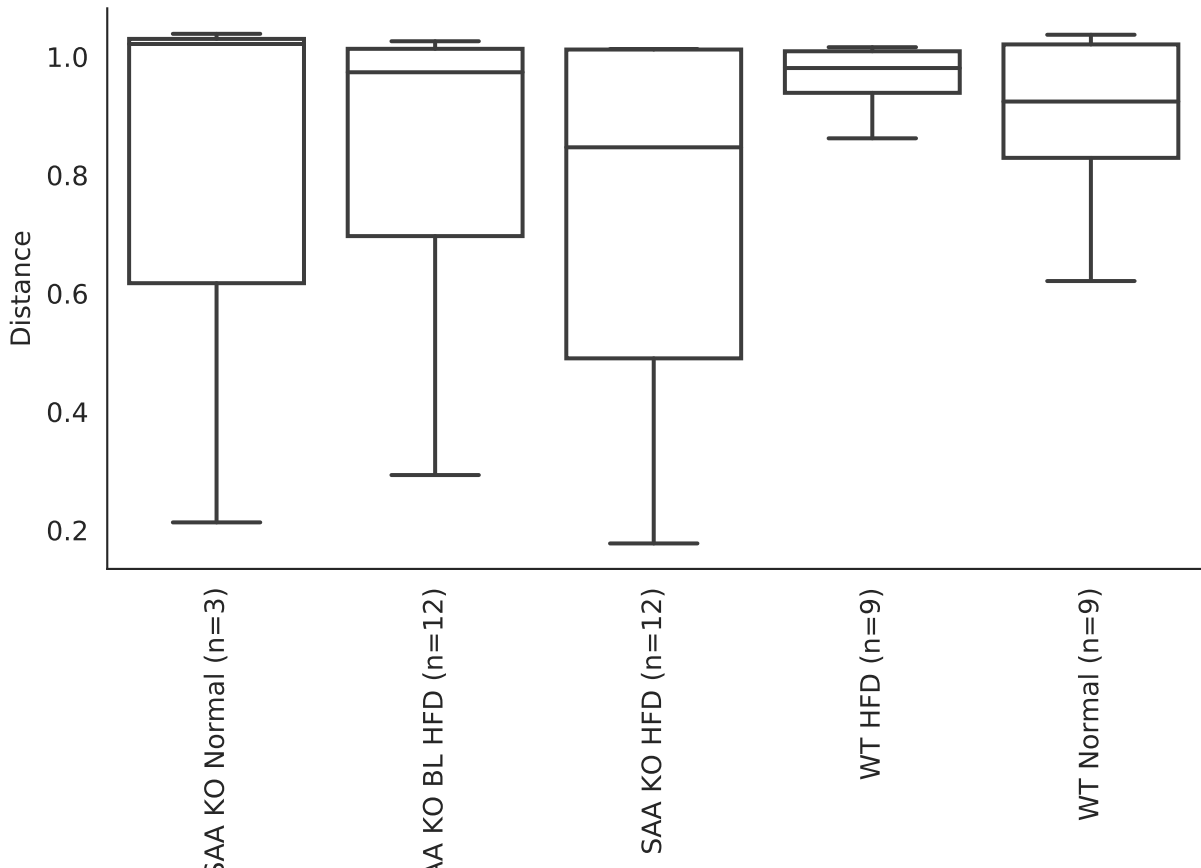 1.0
0.8
0.6
0.4
0.2
Distance
SAA KO Normal (n=3)
AA KO BL HFD (n=12)
SAA KO HFD (n=12)
WT HFD (n=9)
WT Normal (n=9)